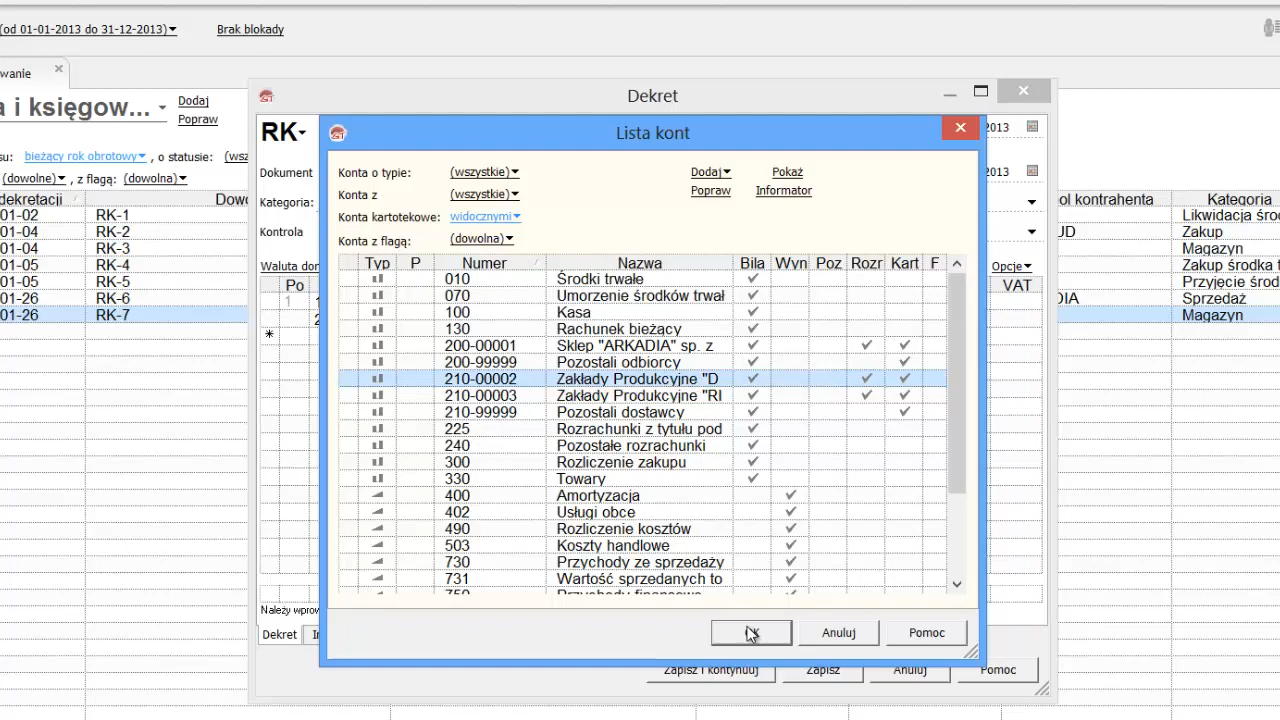 (od 01-01-2013 do 31-12-2013) Brak blokady
wanie
a i księgow... Dodaj
Popraw
su: bieżący rok obrotowy , o statusie: (wsz
(dowolne) , z flagą: (dowolna)
dekretacji Dowo ol kontrahenta Kategoria
01-02 RK-1 Likwidacja śro
01-04 RK-2 UD Zakup
01-04 RK-3 Magazyn
01-05 RK-4 Zakup środka t
01-05 RK-5 Przyjęcie środ
01-26 RK-6 DIA Sprzedaż
01-26 RK-7 Magazyn
Dekret
RK 2013
Dokument 2013
Kategoria:
Kontrola
Waluta do Opcje
Po VAT
1 1
2
Należy wprow
Dekret I
Zapisz i kontynuuj Zapisz Anuluj Pomoc
Lista kont
Konta o typie: (wszystkie) Dodaj Pokaż
Konta z (wszystkie) Popraw Informator
Konta kartotekowe: widocznymi
Konta z flagą: (dowolna)
Typ P Numer Nazwa Bila Wyn Poz Rozr Kart F
010 Środki trwałe
070 Umorzenie środków trwał
100 Kasa
130 Rachunek bieżący
200-00001 Sklep "ARKADIA" sp. z
200-99999 Pozostali odbiorcy
210-00002 Zakłady Produkcyjne "D
210-00003 Zakłady Produkcyjne "RI
210-99999 Pozostali dostawcy
225 Rozrachunki z tytułu pod
240 Pozostałe rozrachunki
300 Rozliczenie zakupu
330 Towary
400 Amortyzacja
402 Usługi obce
490 Rozliczenie kosztów
503 Koszty handlowe
730 Przychody ze sprzedaży
731 Wartość sprzedanych to
750 Przychody finansowe
Anuluj Pomoc